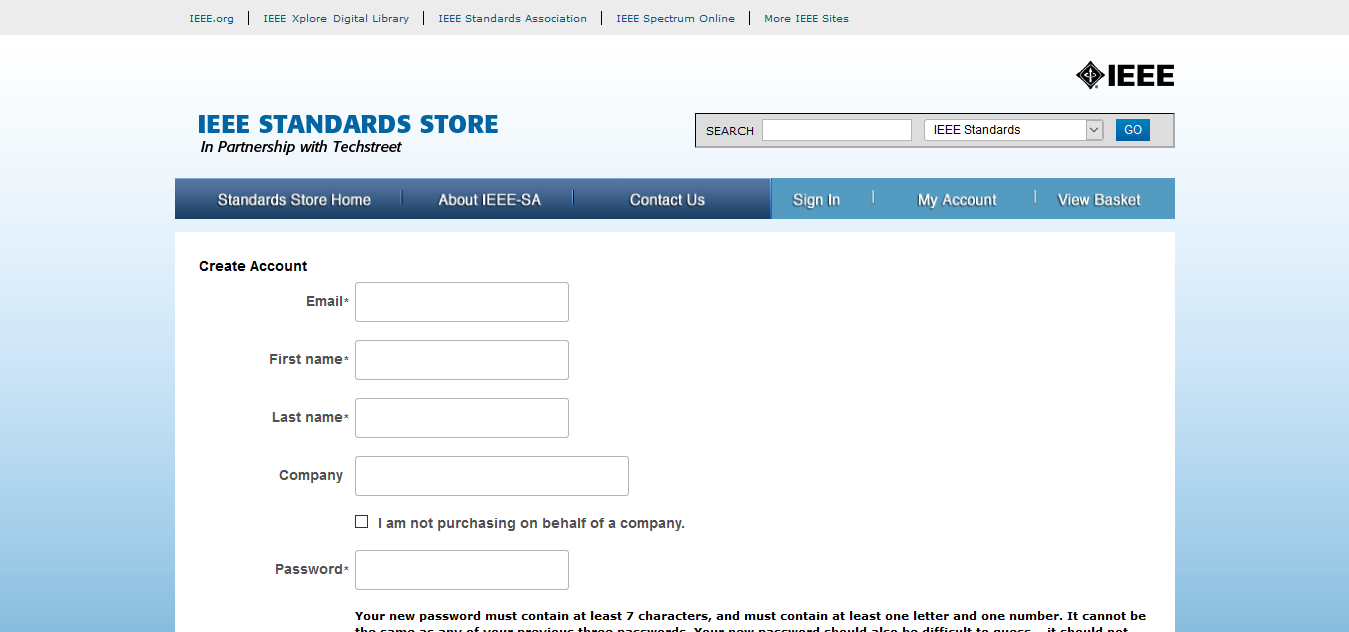 IEEE.org IEEE Xplore Digital Library IEEE Standards Association IEEE Spectrum Online More IEEE Sites
IEEE
IEEE STANDARDS STORE
In Partnership with Techstreet
SEARCH IEEE Standards GO
Standards Store Home About IEEE-SA Contact Us Sign In My Account View Basket
Create Account
Email*
First name*
Last name*
Company
I am not purchasing on behalf of a company.
Password*
Your new password must contain at least 7 characters, and must contain at least one letter and one number. It cannot be
the same as any of your previous three passwords. Your new password should also be difficult to guess - it should not